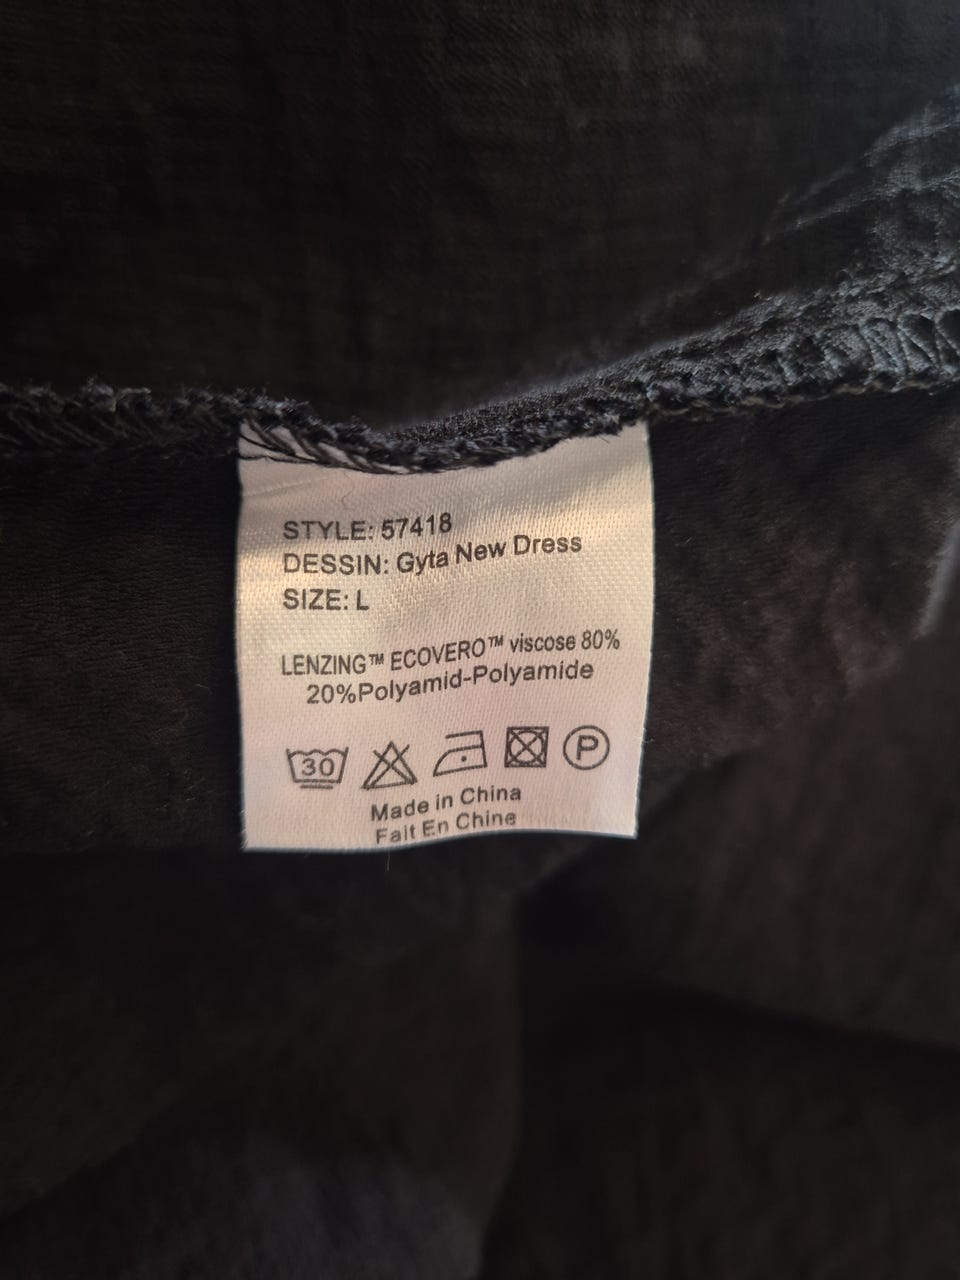 STYLE: 57418
DESSIN: Gyta New Dress
SIZE: L
LENZING™ ECOVERO™ viscose 80%
20%Polyamid-Polyamide
30 P
Made in China
Fait En Chine